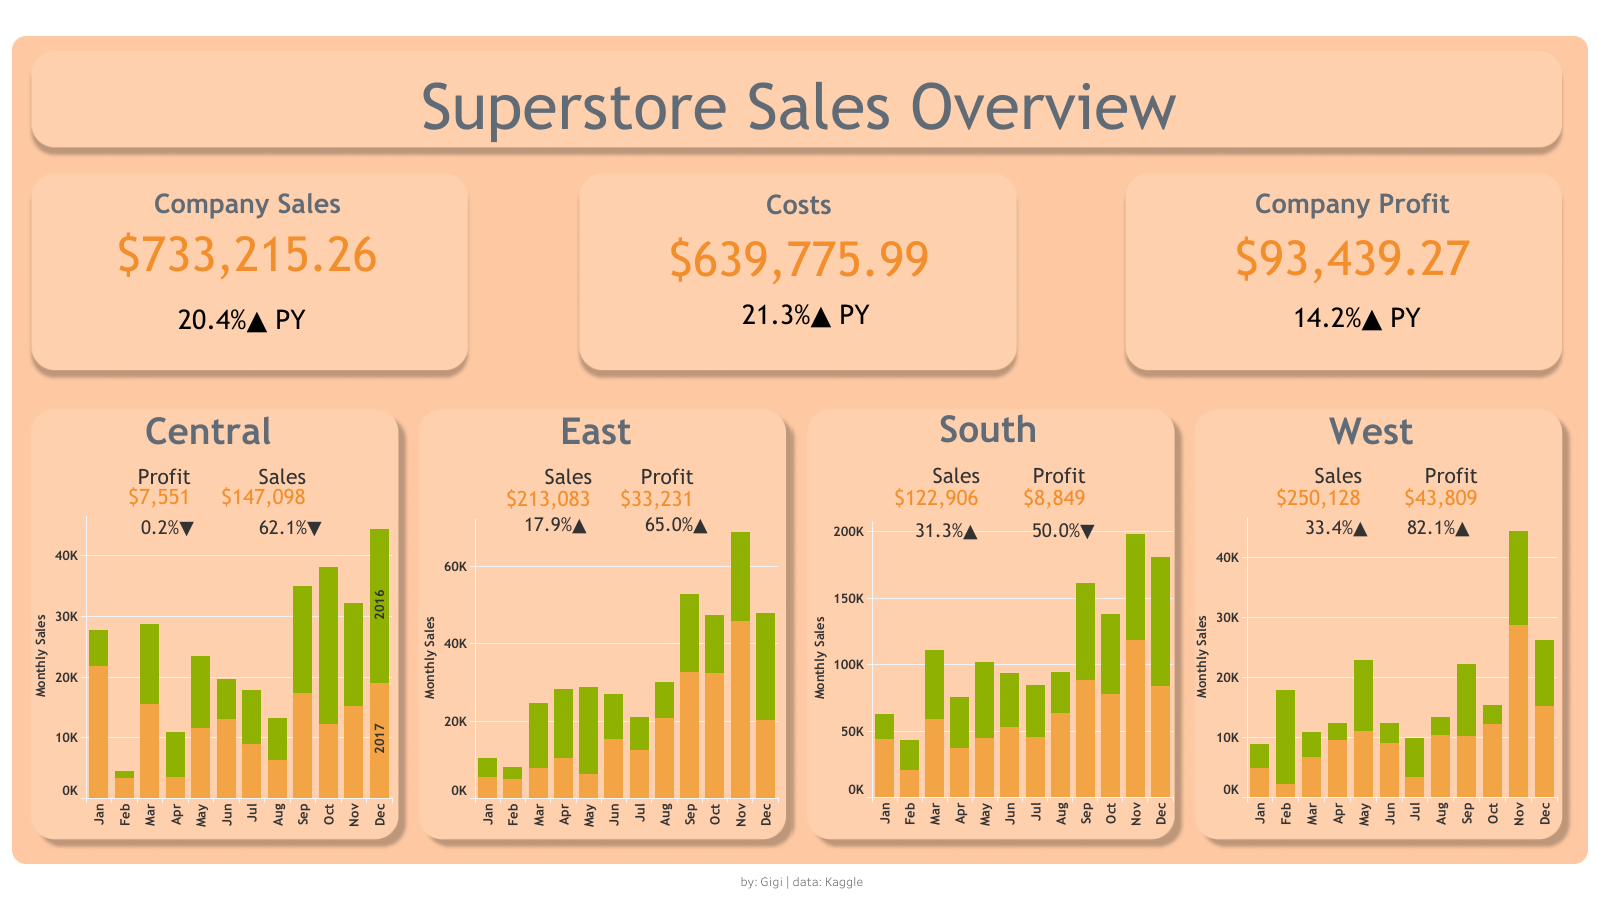 Superstore Sales Overview
Company Sales
$733,215.26
20.4%▲ PY
Costs
$639,775.99
21.3%▲ PY
Company Profit
$93,439.27
14.2%▲ PY
Central
Profit Sales
$7,551 $147,098
0.2%▼ 62.1%▼
Monthly Sales
40K
30K
20K
10K
0K
2016
2017
Jan Feb Mar Apr May Jun Jul Aug Sep Oct Nov Dec
East
Sales Profit
$213,083 $33,231
17.9%▲ 65.0%▲
Monthly Sales
60K
40K
20K
0K
Jan Feb Mar Apr May Jun Jul Aug Sep Oct Nov Dec
South
Sales Profit
$122,906 $8,849
31.3%▲ 50.0%▼
Monthly Sales
200K
150K
100K
50K
0K
Jan Feb Mar Apr May Jun Jul Aug Sep Oct Nov Dec
West
Sales Profit
$250,128 $43,809
33.4%▲ 82.1%▲
Monthly Sales
40K
30K
20K
10K
0K
Jan Feb Mar Apr May Jun Jul Aug Sep Oct Nov Dec
by: Gigi | data: Kaggle